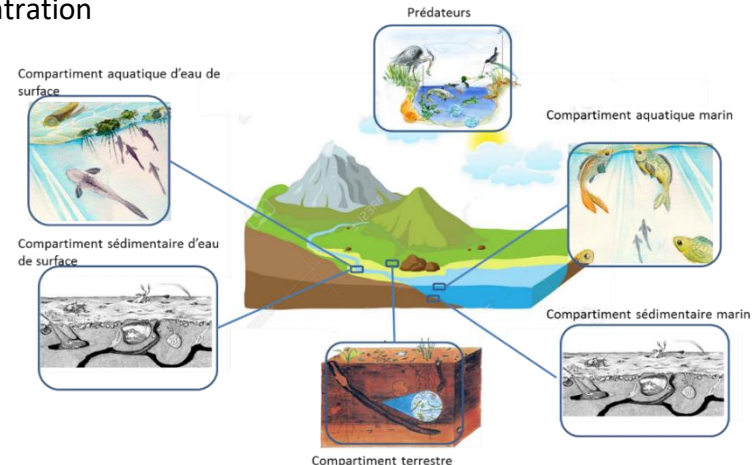 ntration
Prédateurs
Compartiment aquatique d'eau de
surface
Compartiment aquatique marin
Compartiment sédimentaire d'eau
de surface
Compartiment sédimentaire marin
Compartiment terrestre